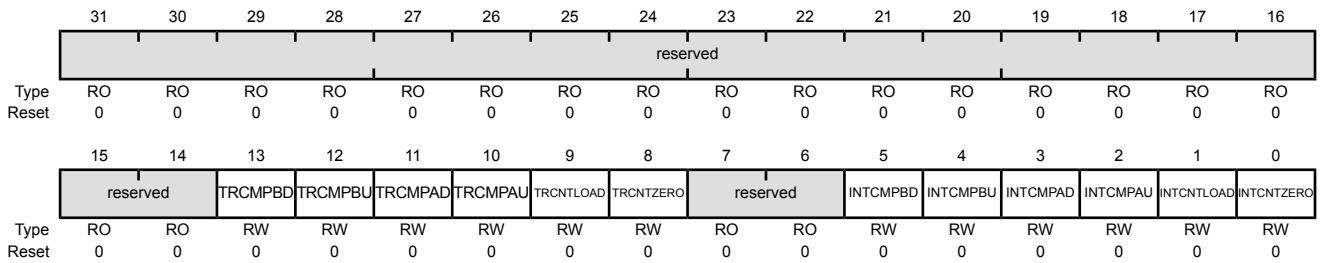 31 30 29 28 27 26 25 24 23 22 21 20 19 18 17 16
reserved
Type RO RO RO RO RO RO RO RO RO RO RO RO RO RO RO RO
Reset 0 0 0 0 0 0 0 0 0 0 0 0 0 0 0 0
15 14 13 12 11 10 9 8 7 6 5 4 3 2 1 0
reserved TRCMPBD TRCMPBU TRCMPAD TRCMPAU TRCNTLOAD TRCNTZERO reserved INTCMPBD INTCMPBU INTCMPAD INTCMPAU INTCNTLOAD INTCNTZERO
Type RO RO RW RW RW RW RW RW RO RO RW RW RW RW RW RW
Reset 0 0 0 0 0 0 0 0 0 0 0 0 0 0 0 0